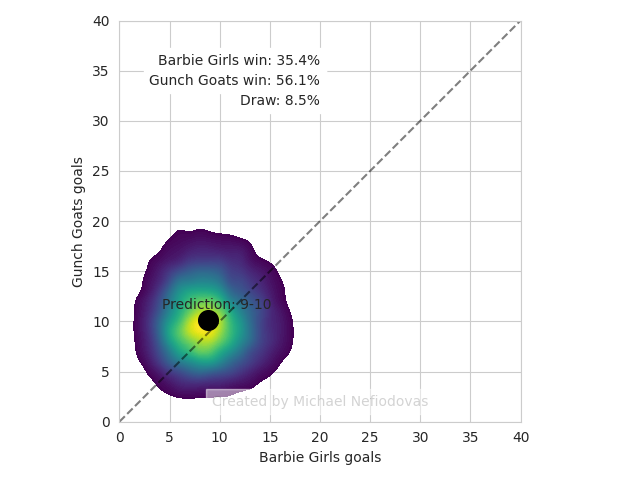 40
35
30
25
20
15
10
5
0
Gunch Goats goals
Barbie Girls win: 35.4%
Gunch Goats win: 56.1%
Draw: 8.5%
Prediction: 9-10
Created by Michael Nefiodovas
0 5 10 15 20 25 30 35 40
Barbie Girls goals